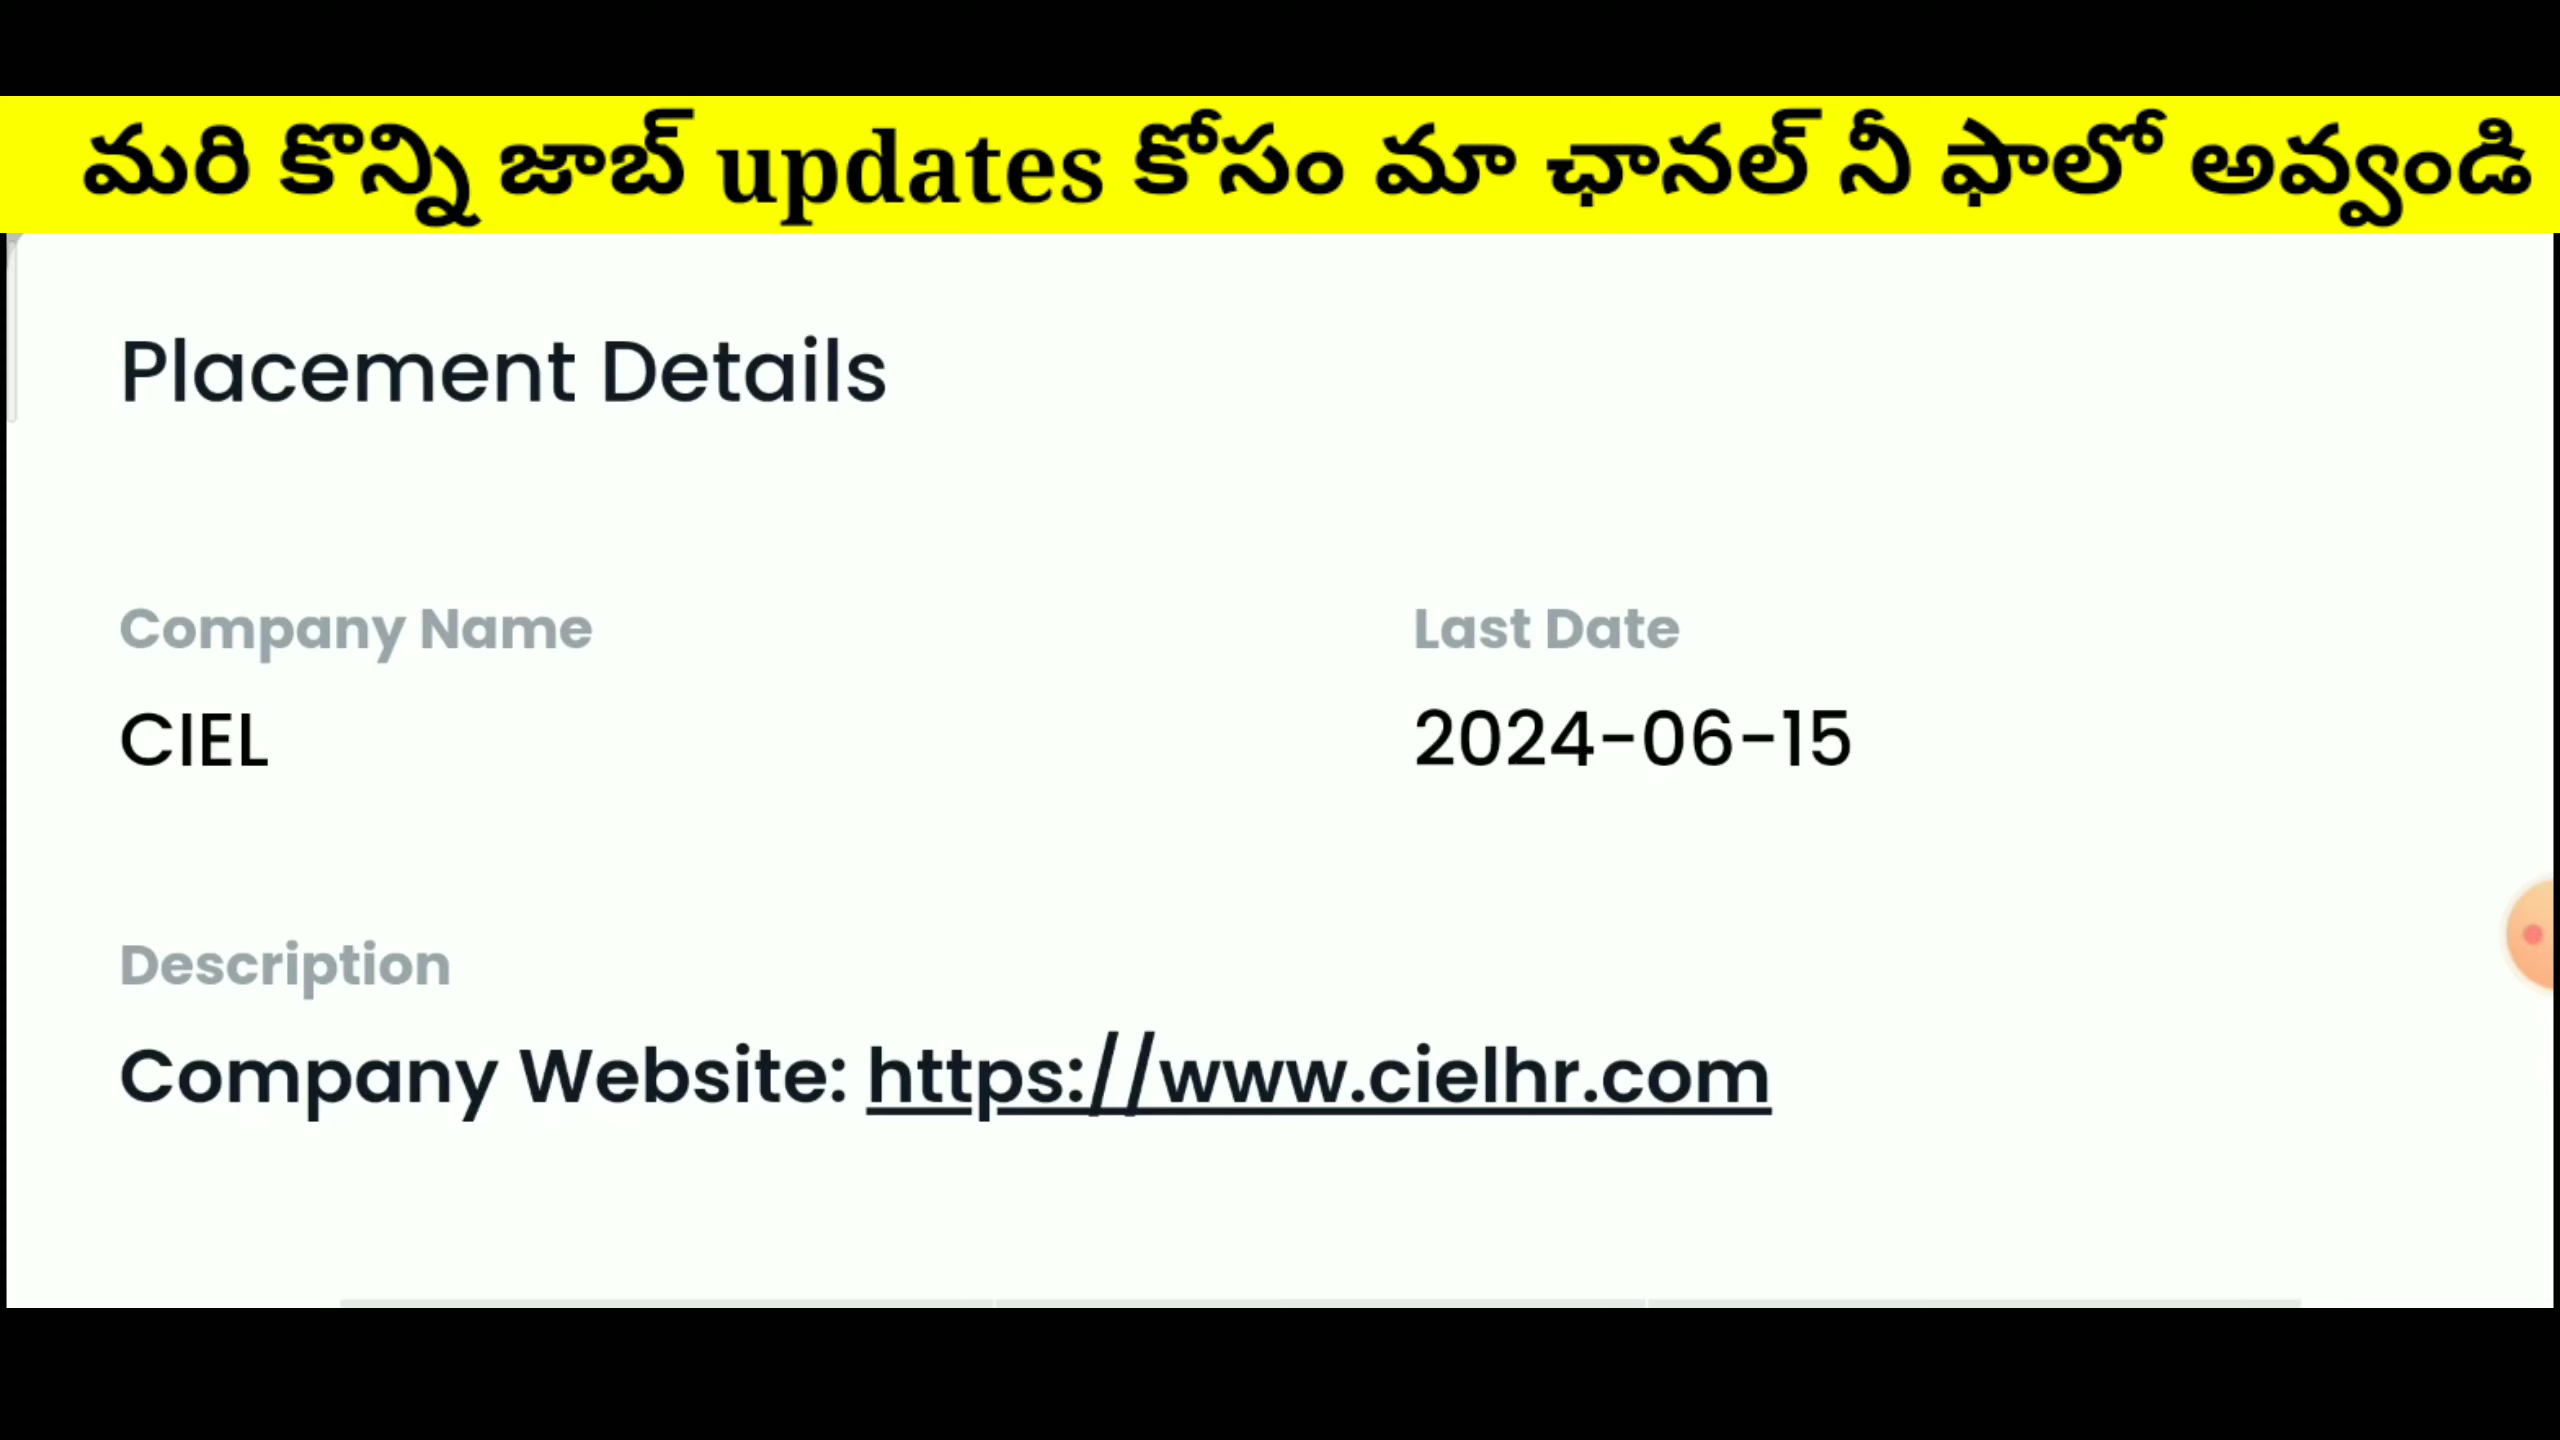 మరి కొన్ని జాబ్ updates కోసం మా ఛానల్ నీ ఫాలో అవ్వండి
Placement Details
Company Name
Last Date
CIEL
2024-06-15
Description
Company Website: https://www.cielhr.com